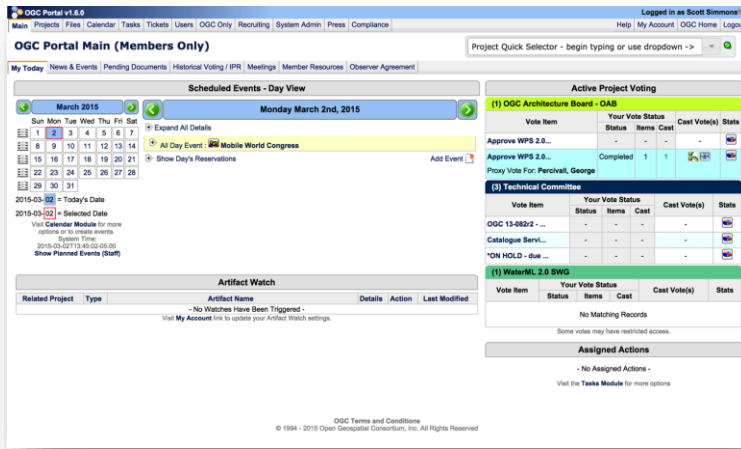 OGC Portal v1.6.0
Logged in as Scott Simmons
Main Projects Files Calendar Tasks Tickets Users OGC Only Recruiting System Admin Press Compliance
Help My Account OGC Home Logou
OGC Portal Main (Members Only)
Project Quick Selector - begin typing or use dropdown ->
My Today News & Events Pending Documents Historical Voting / IPR Meetings Member Resources Observer Agreement
Scheduled Events - Day View
March 2015
Sun Mon Tue Wed Thu Fri Sat
1 2 3 4 5 6 7
8 9 10 11 12 13 14
15 16 17 18 19 20 21
22 23 24 25 26 27 28
29 30 31
2015-03-02 = Today's Date
2015-03-02 = Selected Date
Visit Calendar Module for more
options or to create events.
System Time:
2015-03-02T13:45:02-05:00
Show Planned Events (Staff)
Monday March 2nd, 2015
Expand All Details
All Day Event : Mobile World Congress
Show Day's Reservations
Add Event
Artifact Watch
Related Project Type Artifact Name Details Action Last Modified
- No Watches Have Been Triggered -
Visit My Account link to update your Artifact Watch settings.
Active Project Voting
(1) OGC Architecture Board - OAB
Vote Item Your Vote Status Cast Vote(s) Stats
Status Items Cast
Approve WPS 2.0... - - - -
Approve WPS 2.0... Completed 1 1
Proxy Vote For: Percivall, George
(3) Technical Committee
Vote Item Your Vote Status Cast Vote(s) Stats
Status Items Cast
OGC 13-082r2 - ... - - - -
Catalogue Servi... - - - -
*ON HOLD - due ... - - - -
(1) WaterML 2.0 SWG
Vote Item Your Vote Status Cast Vote(s) Stats
Status Items Cast
No Matching Records
Some votes may have restricted access.
Assigned Actions
- No Assigned Actions -
Visit the Tasks Module for more options
OGC Terms and Conditions
© 1994 - 2015 Open Geospatial Consortium, Inc. All Rights Reserved